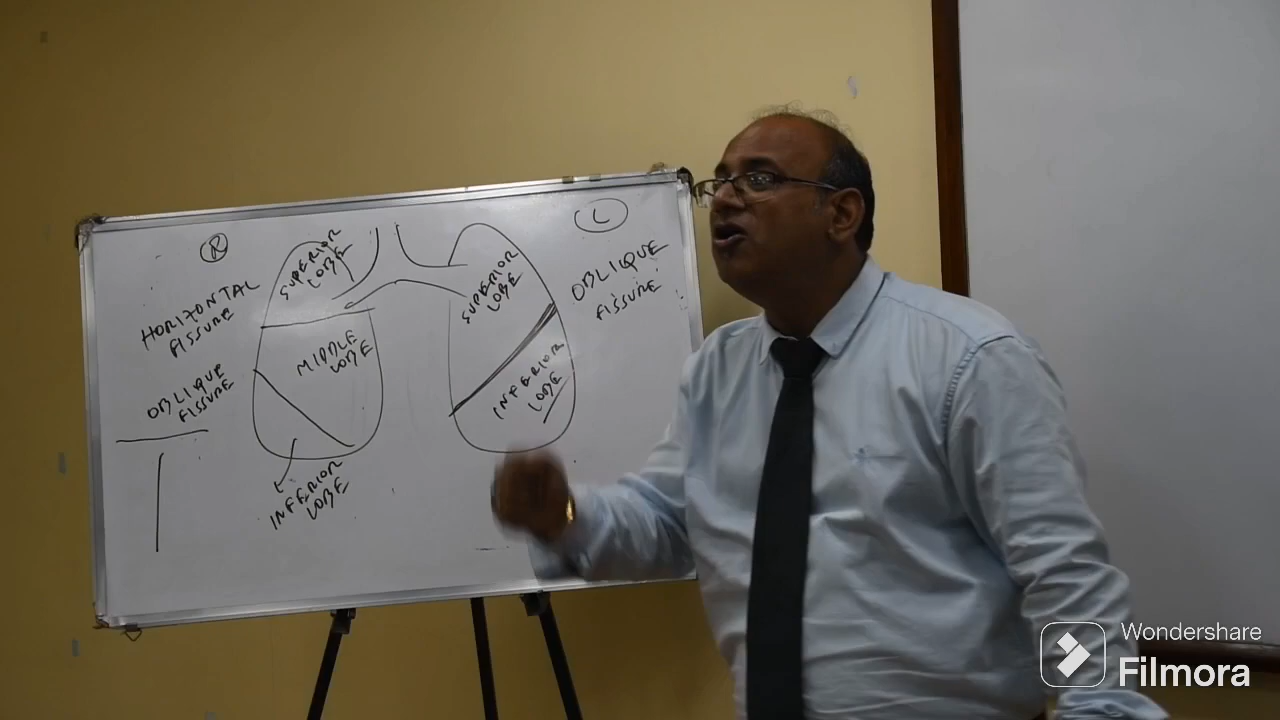 R
L
HORIZONTAL
FISSURE
OBLIQUE
FISSURE
SUPERIOR
LOBE
MIDDLE
LOBE
INFERIOR
LOBE
SUPERIOR
LOBE
INFERIOR
LOBE
OBLIQUE
FISSURE
Wondershare
Filmora